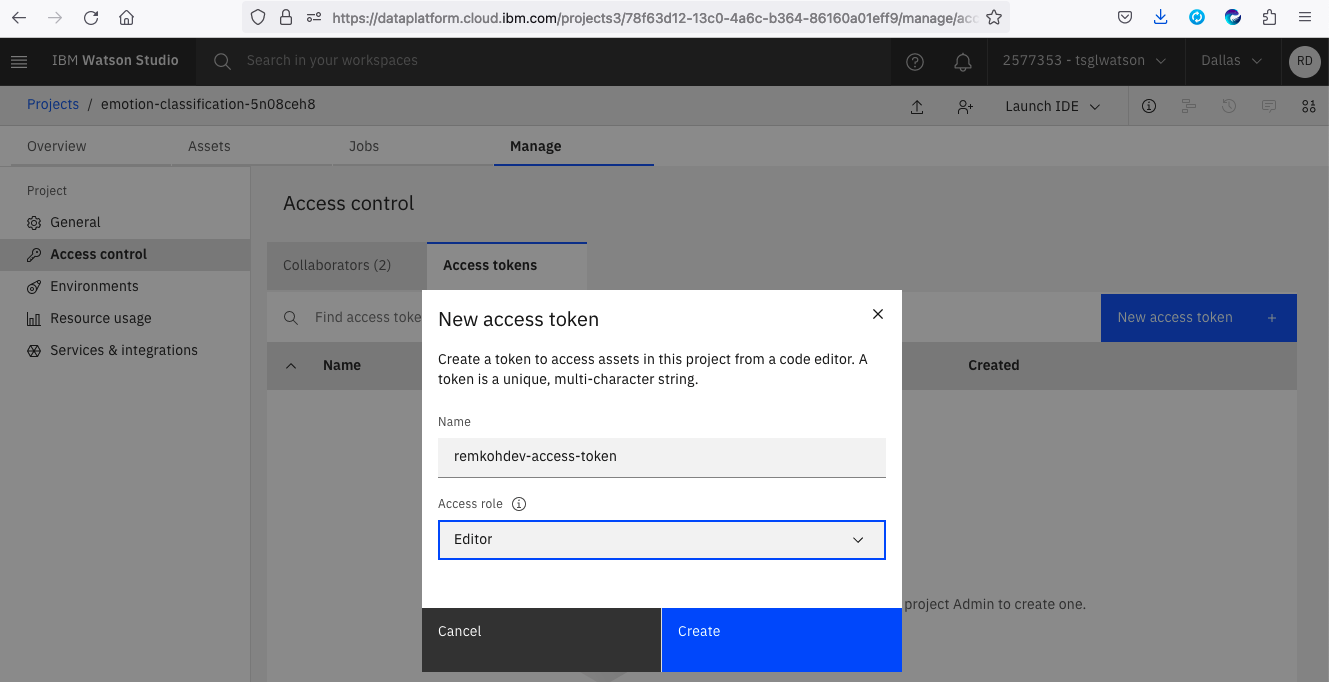 https://dataplatform.cloud.ibm.com/projects3/78f63d12-13c0-4a6c-b364-86160a01eff9/manage/acc
IBM Watson Studio
Search in your workspaces
2577353 - tsglwatson
Dallas
RD
Projects / emotion-classification-5n08ceh8
Launch IDE
Overview
Assets
Jobs
Manage
Project
General
Access control
Environments
Resource usage
Services & integrations
Access control
Collaborators (2)
Access tokens
Find access toke
New access token +
Name
Created
project Admin to create one.
New access token
Create a token to access assets in this project from a code editor. A
token is a unique, multi-character string.
Name
remkohdev-access-token
Access role
Editor
Cancel
Create